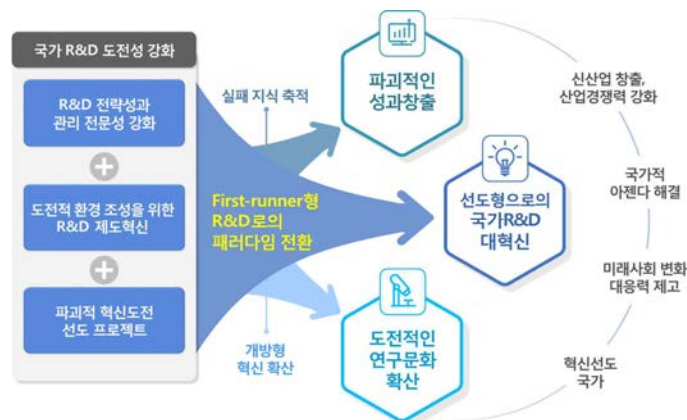 국가 R&D 도전성 강화
R&D 전략성과
관리 전문성 강화
도전적 환경 조성을 위한
R&D 제도혁신
파괴적 혁신도전
선도 프로젝트
실패 지식 축적
First-runner형
R&D로의
패러다임 전환
개방형
혁신 확산
파괴적인
성과창출
선도형으로의
국가R&D
대혁신
도전적인
연구문화
확산
신산업 창출,
산업경쟁력 강화
국가적
아젠다 해결
미래사회 변화
대응력 제고
혁신선도
국가